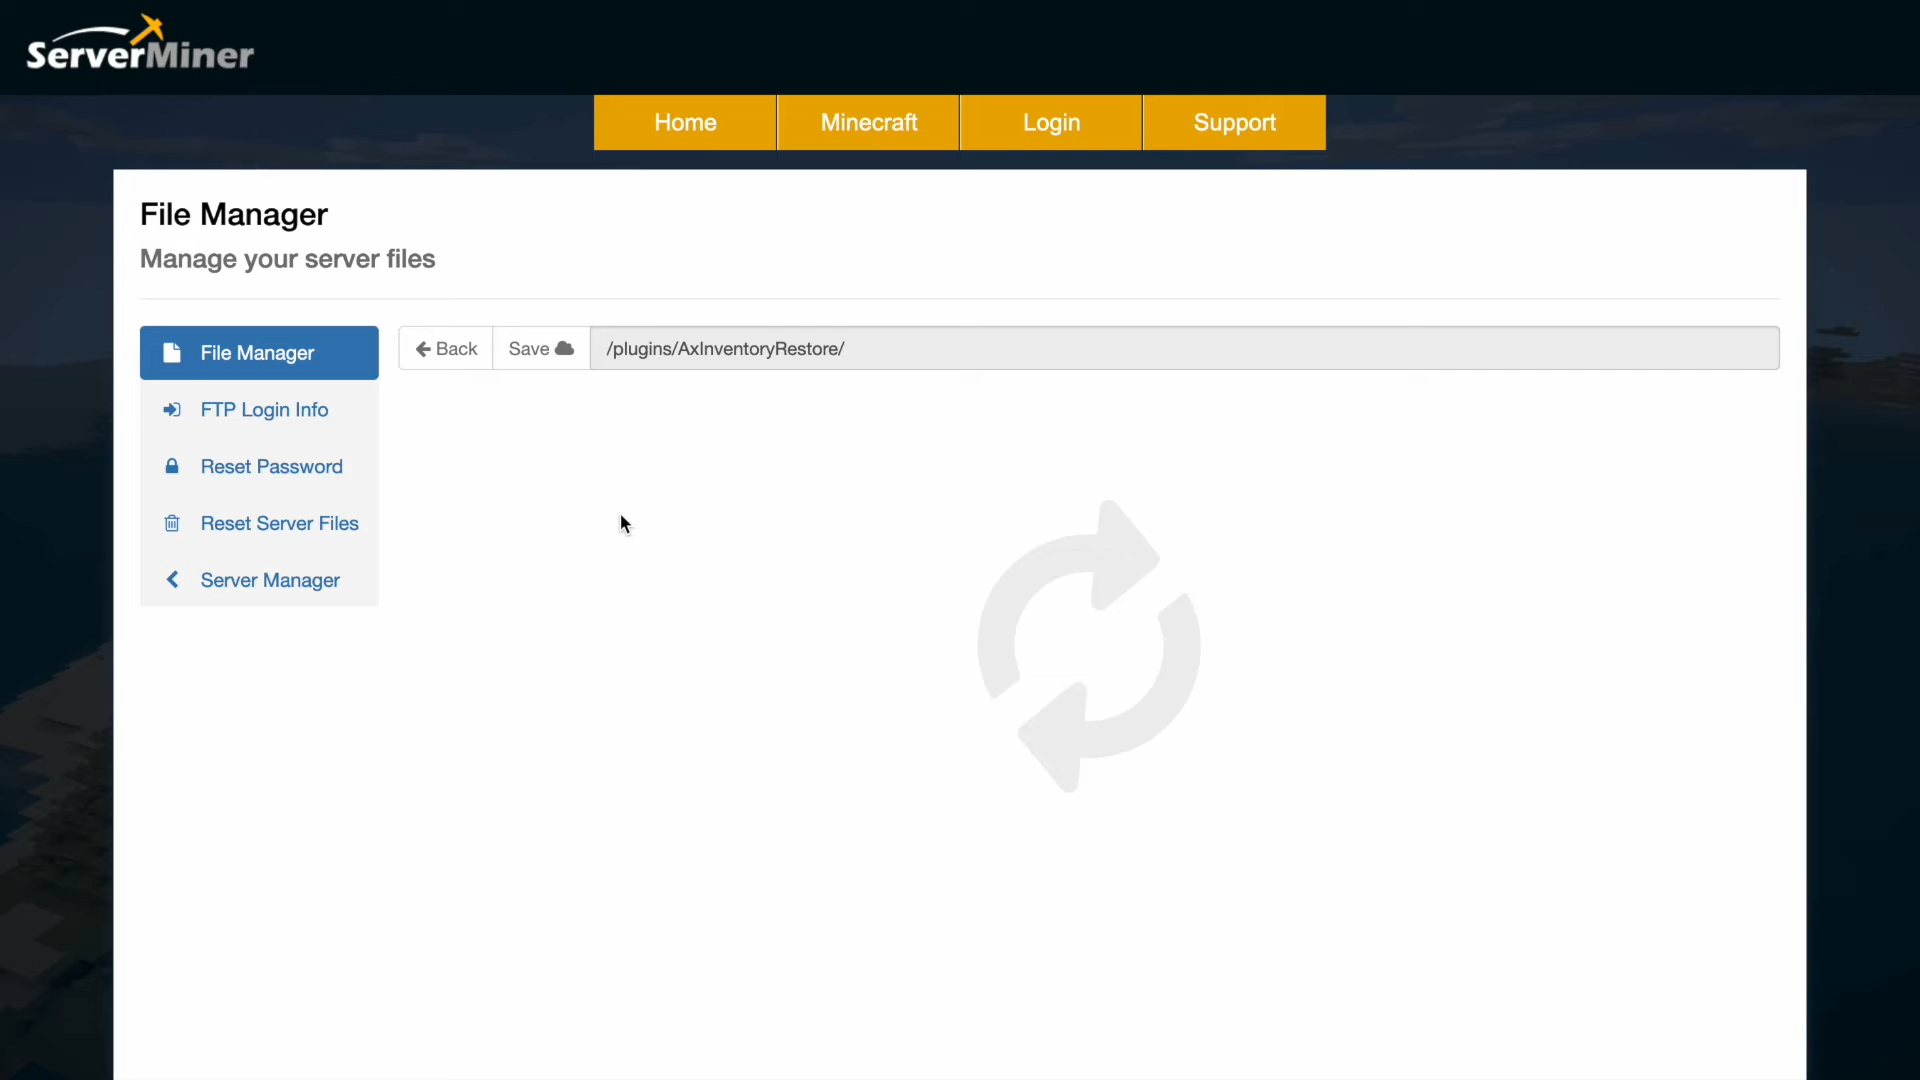 ServerMiner
Home
Minecraft
Login
Support
File Manager
Manage your server files
File Manager
FTP Login Info
Reset Password
Reset Server Files
Server Manager
Back
Save
/plugins/AxInventoryRestore/